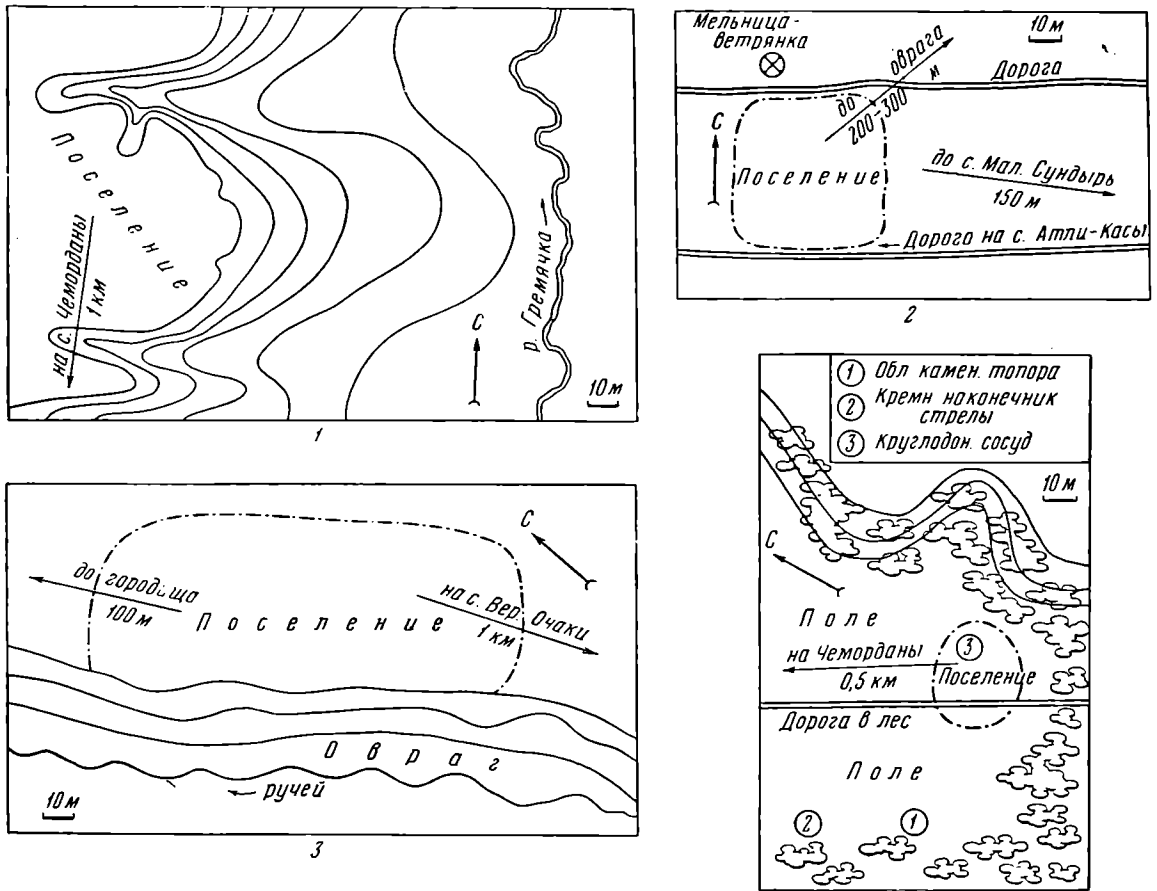 Поселение
на с. Чеморданы
1 км
р. Гремячка
С
10 м
1
Мельница-
ветрянка
10 м
Дорога
до оврага
200-300 м
С
Поселение
до с. Мал. Сундырь
150 м
Дорога на с. Атли-Касы
2
С
до городища
100 м
Поселение
на с. Вер. Очаки
1 км
Овраг
ручей
10 м
3
1 Обл камен. топора
2 Кремн наконечник
стрелы
3 Круглодон. сосуд
10 м
С
Поле
3
на Чеморданы
0,5 км
Поселение
Дорога в лес
Поле
2
1